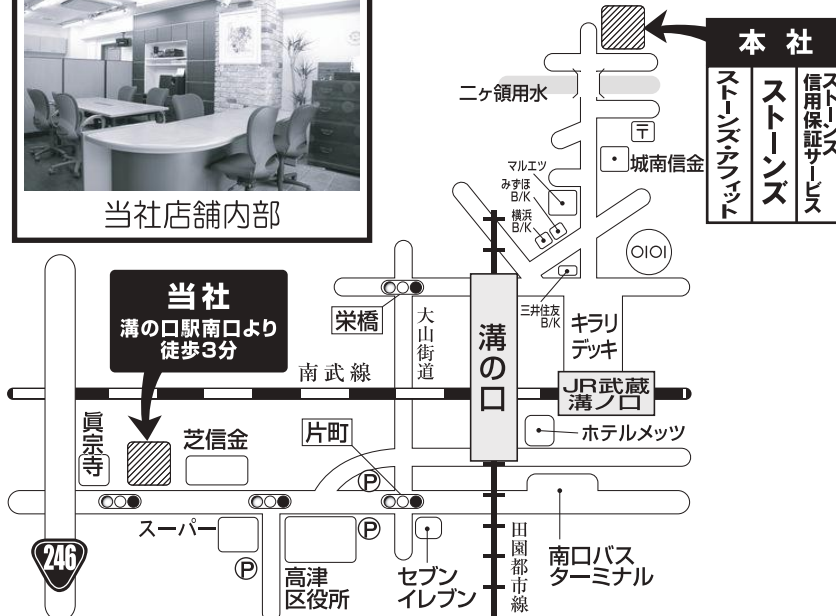 当社店舗内部
本社
ストーンズ・アフィット
ストーンズ
ストーンズ
信用保証サービス
二ヶ領用水
〒
城南信金
マルエツ
みずほ
B/K
横浜
B/K
OIOI
三井住友
B/K
キラリ
デッキ
当社
溝の口駅南口より
徒歩3分
栄橋
大山街道
溝の口
南武線
JR武蔵
溝ノ口
眞宗寺
芝信金
片町
ホテルメッツ
P
スーパー
P
P
246
高津
区役所
セブン
イレブン
田園都市線
南口バス
ターミナル